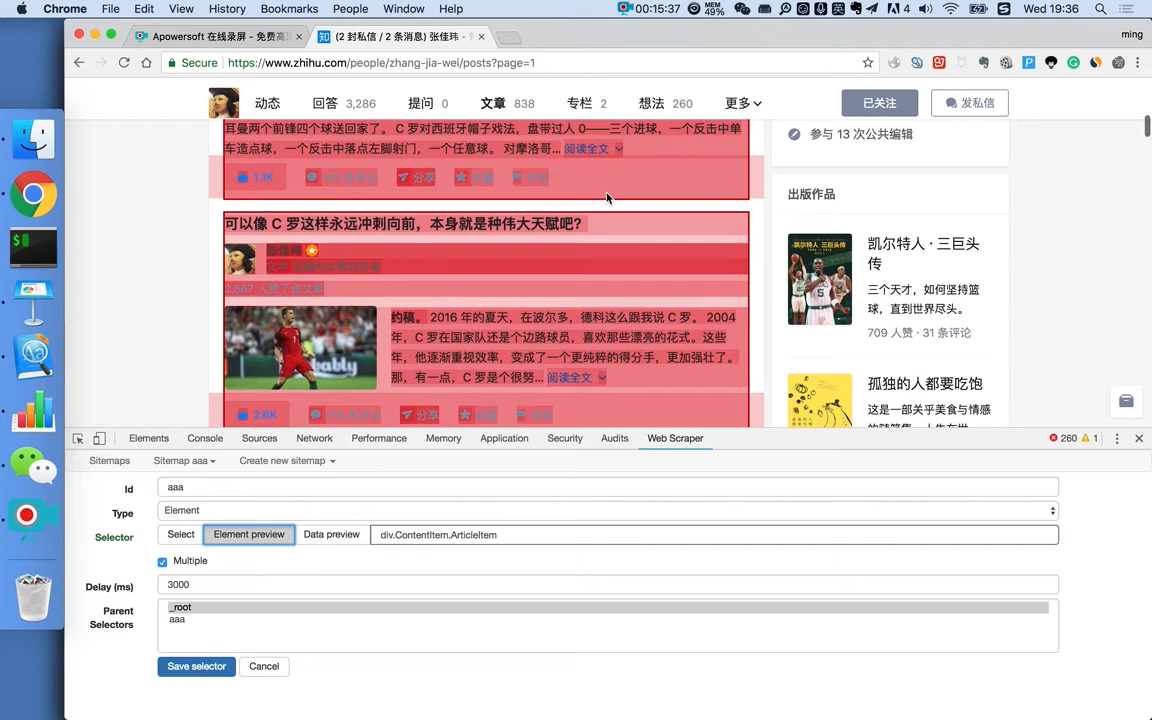 Chrome File Edit View History Bookmarks People Window Help 00:15:37 MEM 49% 英 4 Wed 19:36
Apowersoft 在线录屏 - 免费高 (2 封私信 / 2 条消息) 张佳玮 - ming
Secure https://www.zhihu.com/people/zhang-jia-wei/posts?page=1
动态 回答 3,286 提问 0 文章 838 专栏 2 想法 260 更多 已关注 发私信
耳曼两个前锋四个球送回家了。 C 罗对西班牙帽子戏法，盘带过人 0——三个进球，一个反击中单
车造点球，一个反击中落点左脚射门，一个任意球。 对摩洛哥... 阅读全文
1.1K 分享
可以像 C 罗这样永远冲刺向前，本身就是种伟大天赋吧？
2,667 人赞了该文章
约稿。 2016 年的夏天，在波尔多，德科这么跟我说 C 罗。 2004
年，C 罗在国家队还是个边路球员，喜欢那些漂亮的花式。这些
年，他逐渐重视效率，变成了一个更纯粹的得分手，更加强壮了。
那，有一点，C 罗是个很努... 阅读全文
2.6K 分享
参与 13 次公共编辑
出版作品
凯尔特人 · 三巨头
传
三个天才，如何坚持篮
球，直到世界尽头。
709 人赞 · 31 条评论
孤独的人都要吃饱
这是一部关乎美食与情感
Elements Console Sources Network Performance Memory Application Security Audits Web Scraper 260 1
Sitemaps Sitemap aaa Create new sitemap
Id aaa
Type Element
Selector Select Element preview Data preview div.ContentItem.ArticleItem
Multiple
Delay (ms) 3000
Parent Selectors _root
aaa
Save selector Cancel